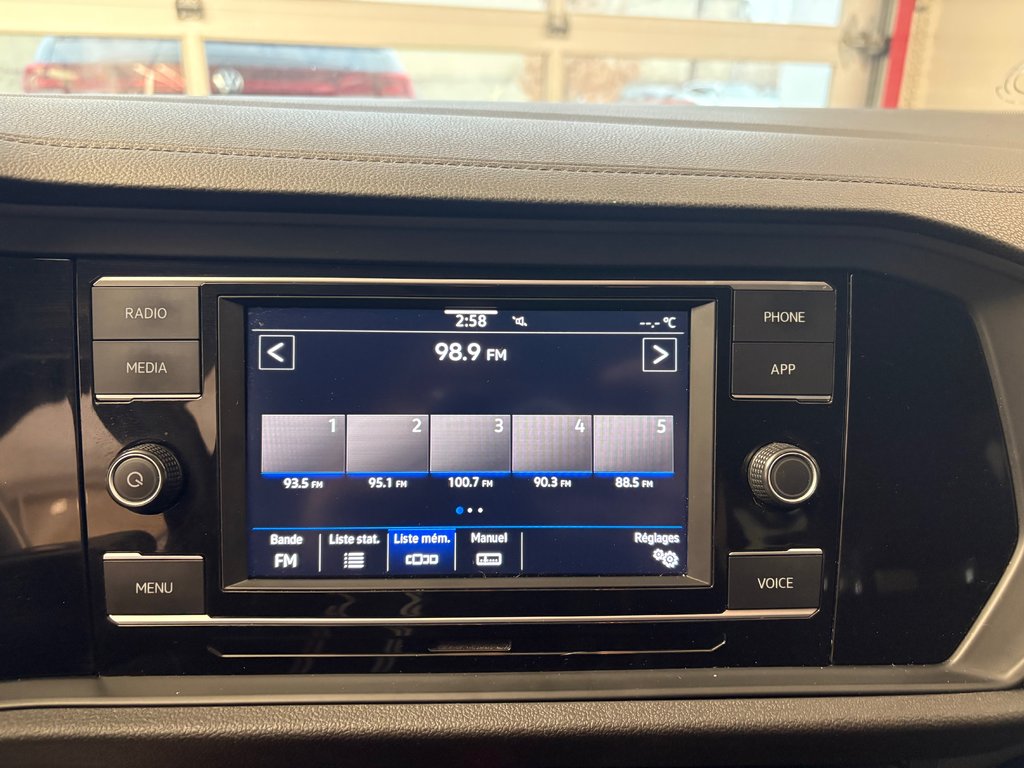 RADIO
MEDIA
MENU
2:58
--.- °C
98.9 FM
1 2 3 4 5
93.5 FM 95.1 FM 100.7 FM 90.3 FM 88.5 FM
Bande Liste stat. Liste mém. Manuel Réglages
FM
PHONE
APP
VOICE